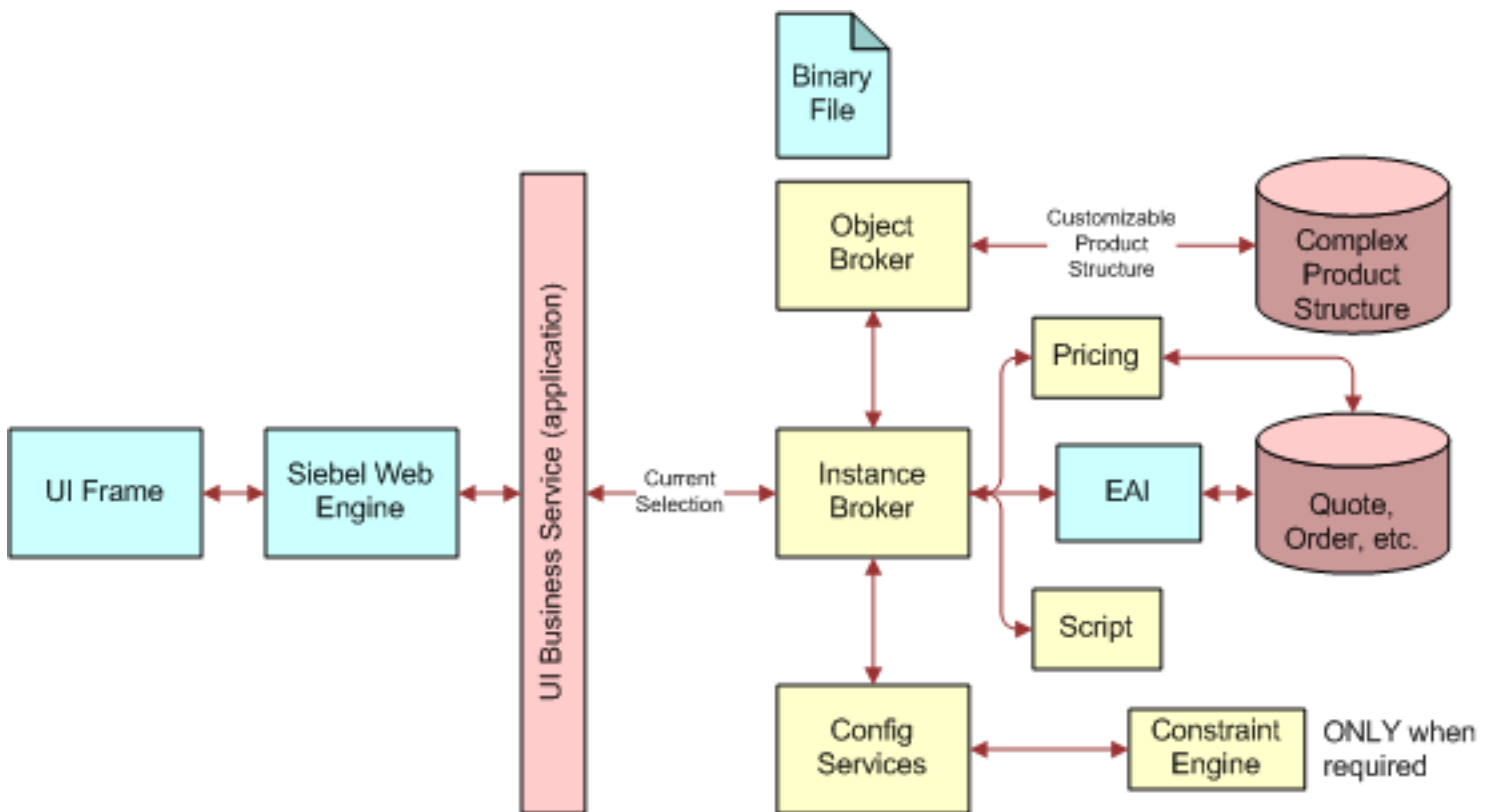 Binary
File
Object
Broker
Customizable
Product
Structure
Complex
Product
Structure
Pricing
UI Frame
Siebel Web
Engine
UI Business Service (application)
Current
Selection
Instance
Broker
EAI
Quote,
Order, etc.
Script
Config
Services
Constraint
Engine
ONLY when
required